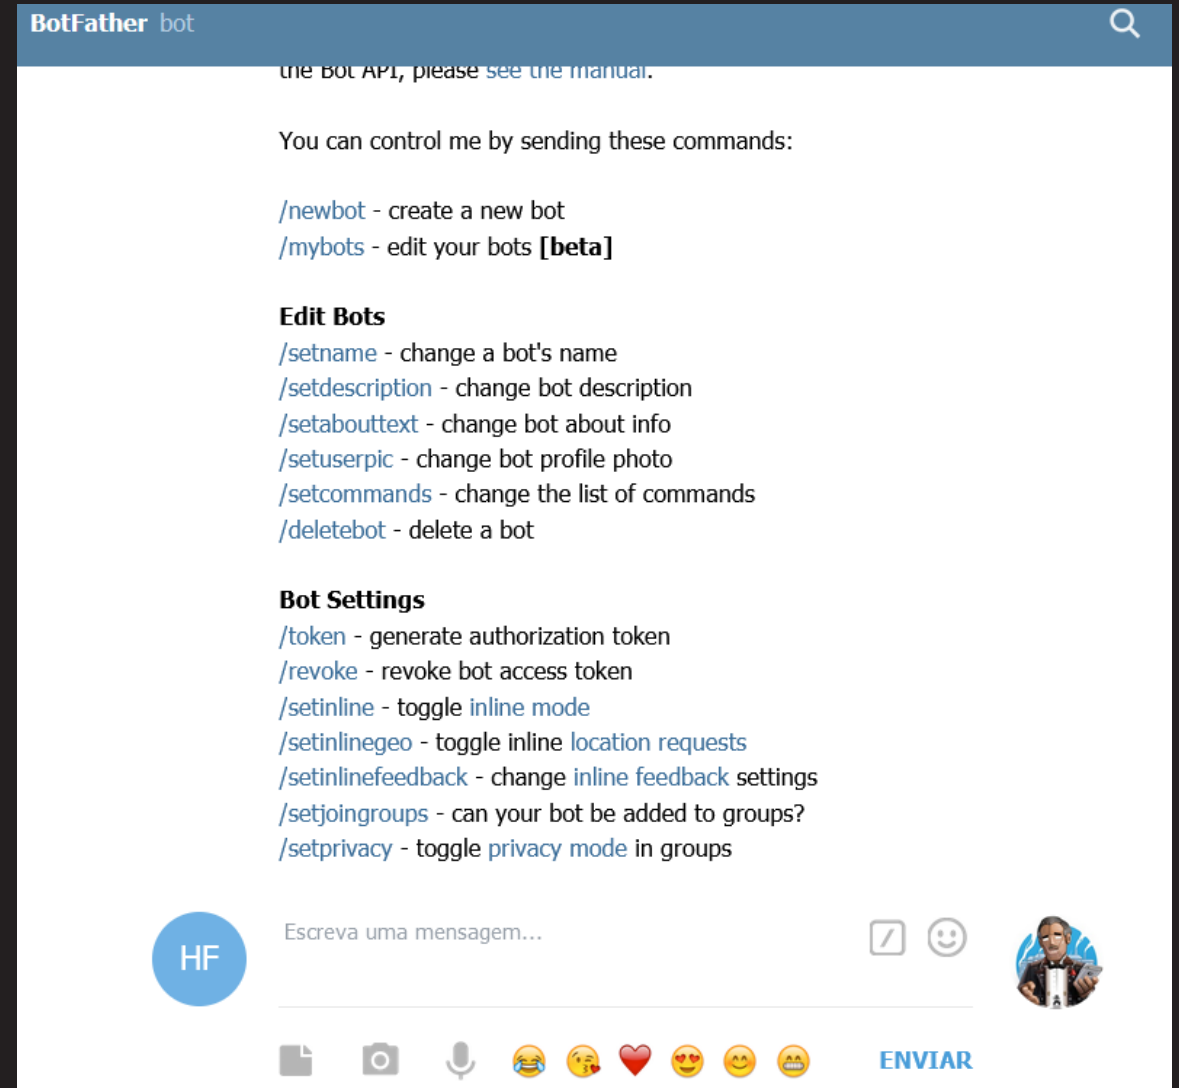 BotFather bot
the Bot API, please see the manual.
You can control me by sending these commands:
/newbot - create a new bot
/mybots - edit your bots [beta]
Edit Bots
/setname - change a bot's name
/setdescription - change bot description
/setabouttext - change bot about info
/setuserpic - change bot profile photo
/setcommands - change the list of commands
/deletebot - delete a bot
Bot Settings
/token - generate authorization token
/revoke - revoke bot access token
/setinline - toggle inline mode
/setinlinegeo - toggle inline location requests
/setinlinefeedback - change inline feedback settings
/setjoingroups - can your bot be added to groups?
/setprivacy - toggle privacy mode in groups
HF
Escreva uma mensagem...
ENVIAR